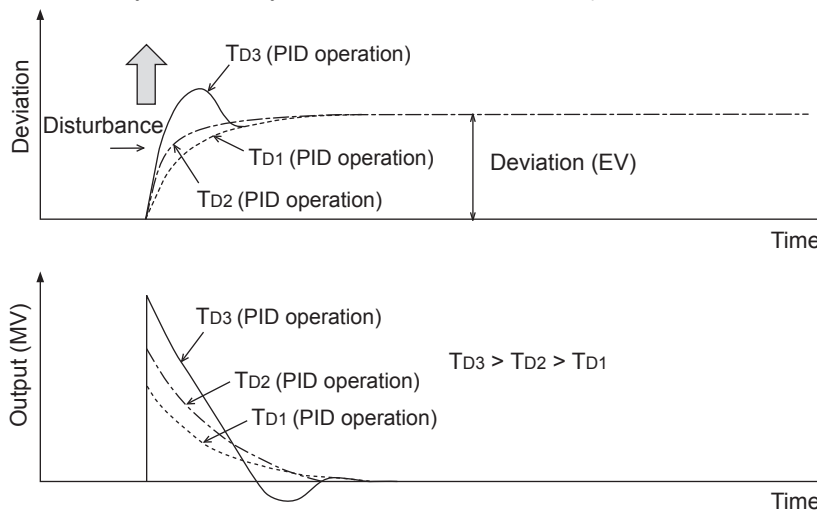 TD3 (PID operation)
Deviation
Disturbance
TD1 (PID operation)
Deviation (EV)
TD2 (PID operation)
Time
Output (MV)
TD3 (PID operation)
TD3 > TD2 > TD1
TD2 (PID operation)
TD1 (PID operation)
Time